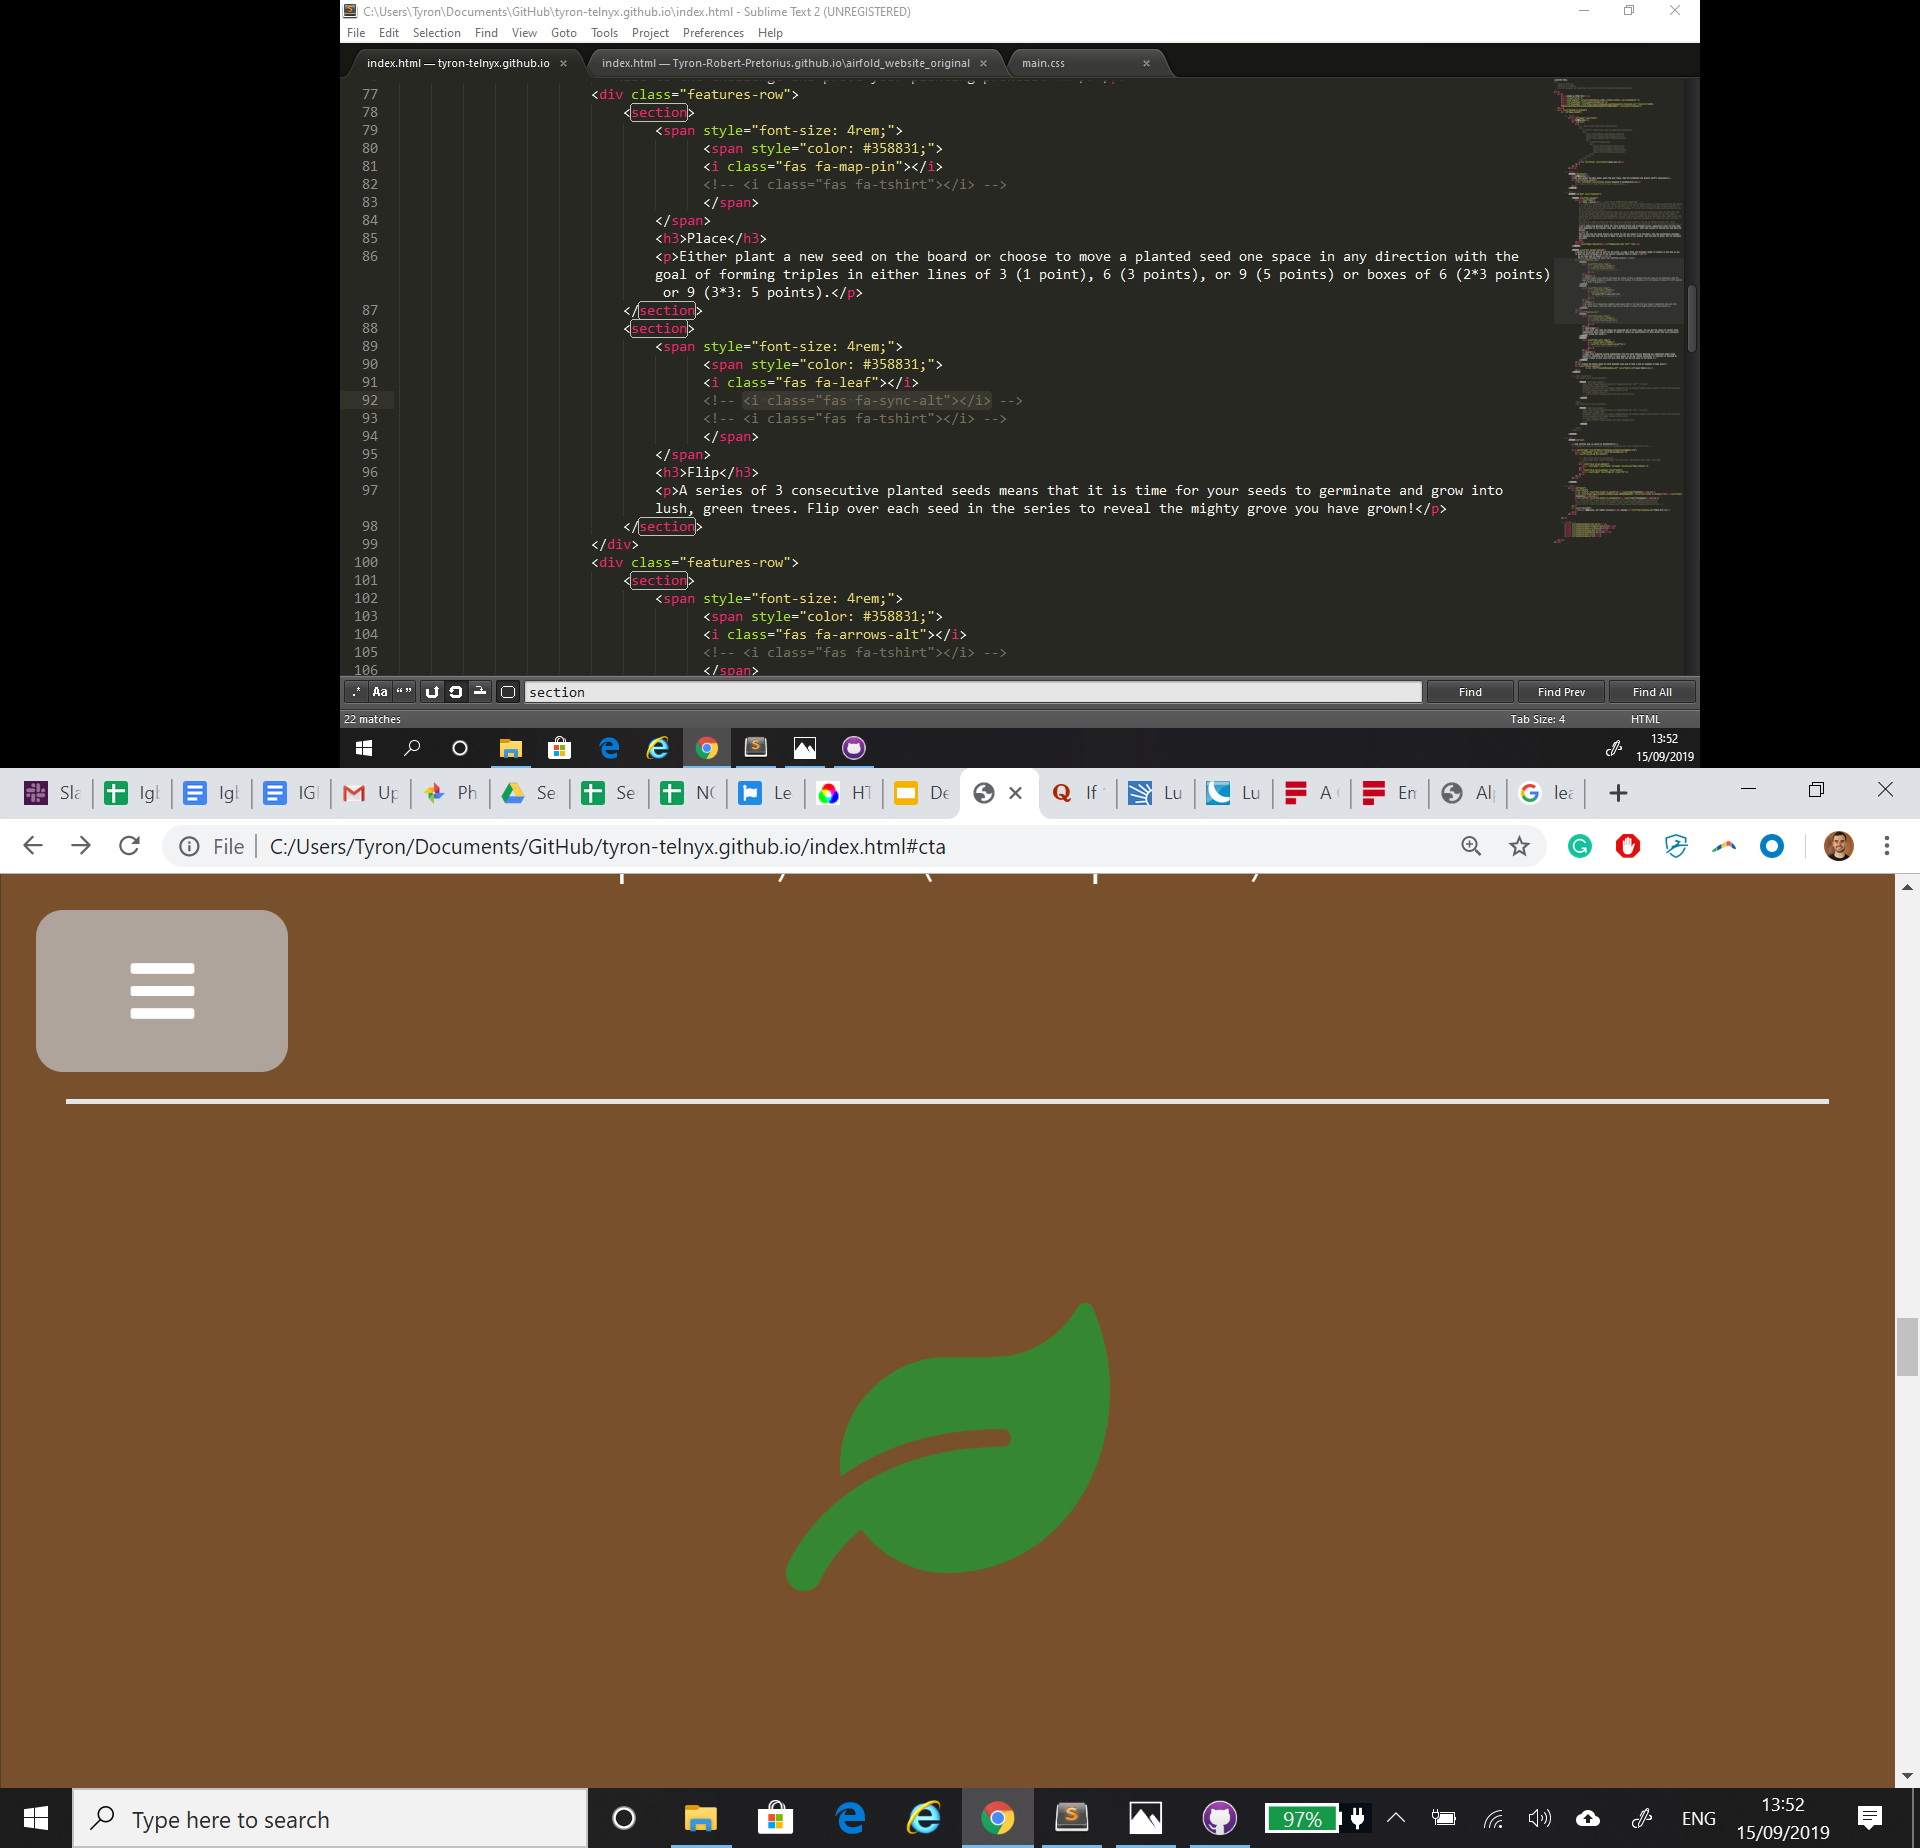 C:\Users\Tyron\Documents\GitHub\tyron-telnyx.github.io\index.html - Sublime Text 2 (UNREGISTERED)
File Edit Selection Find View Goto Tools Project Preferences Help
index.html — tyron-telnyx.github.io × index.html — Tyron-Robert-Pretorius.github.io\airfold_website_original × main.css ×
77 <div class="features-row">
78 <section>
79 <span style="font-size: 4rem;">
80 <span style="color: #358831;">
81 <i class="fas fa-map-pin"></i>
82 <!-- <i class="fas fa-tshirt"></i> -->
83 </span>
84 </span>
85 <h3>Place</h3>
86 <p>Either plant a new seed on the board or choose to move a planted seed one space in any direction with the
goal of forming triples in either lines of 3 (1 point), 6 (3 points), or 9 (5 points) or boxes of 6 (2*3 points)
or 9 (3*3: 5 points).</p>
87 </section>
88 <section>
89 <span style="font-size: 4rem;">
90 <span style="color: #358831;">
91 <i class="fas fa-leaf"></i>
92 <!-- <i class="fas fa-sync-alt"></i> -->
93 <!-- <i class="fas fa-tshirt"></i> -->
94 </span>
95 </span>
96 <h3>Flip</h3>
97 <p>A series of 3 consecutive planted seeds means that it is time for your seeds to germinate and grow into
lush, green trees. Flip over each seed in the series to reveal the mighty grove you have grown!</p>
98 </section>
99 </div>
100 <div class="features-row">
101 <section>
102 <span style="font-size: 4rem;">
103 <span style="color: #358831;">
104 <i class="fas fa-arrows-alt"></i>
105 <!-- <i class="fas fa-tshirt"></i> -->
106 </span>
.* Aa “” section Find Find Prev Find All
22 matches Tab Size: 4 HTML
13:52
15/09/2019
Sla Igl Igl IG Up Ph Se Se NC Le HT De × If Lu Lu A En Al lea +
File C:/Users/Tyron/Documents/GitHub/tyron-telnyx.github.io/index.html#cta
Type here to search 97% ENG 13:52
15/09/2019